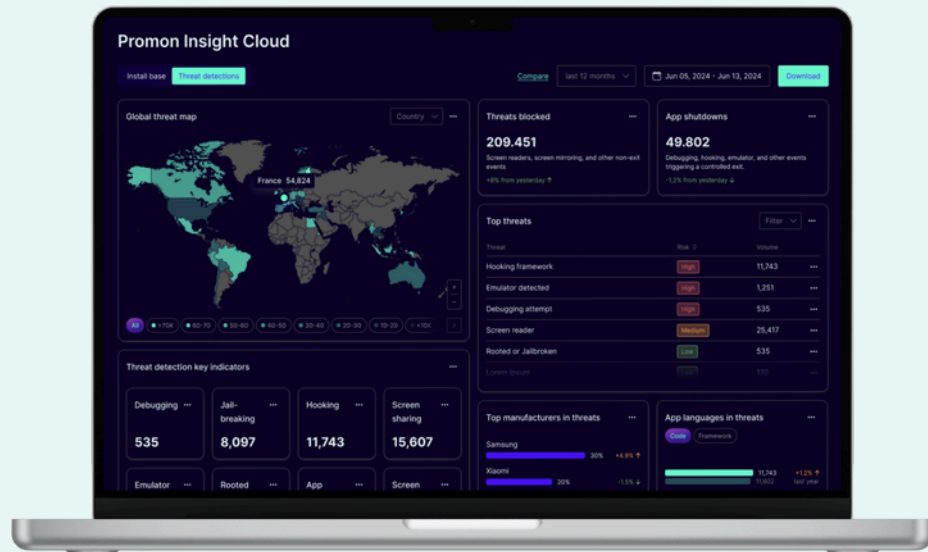 Promon Insight Cloud
Install base
Threat detections
Compare
last 12 months
Jun 05, 2024 - Jun 13, 2024
Download
Global threat map
Country
France 54,824
All
>70K
60-70
50-60
40-50
30-40
20-30
10-20
<10K
Threats blocked
209.451
Screen readers, screen mirroring, and other non-exit
events
+8% from yesterday ↑
App shutdowns
49.802
Debugging, hooking, emulator, and other events
triggering a controlled exit.
-1,2% from yesterday ↓
Top threats
Filter
Threat Risk Volume
Hooking framework High 11,743
Emulator detected High 1,251
Debugging attempt High 535
Screen reader Medium 25,417
Rooted or Jailbroken Low 535
Lorem ipsum 132
Threat detection key indicators
Debugging
535
Jail-
breaking
8,097
Hooking
11,743
Screen
sharing
15,607
Emulator
Rooted
App
Screen
Top manufacturers in threats
Samsung
30% +4.9% ↑
Xiaomi
20% -1.5% ↓
App languages in threats
Code
Framework
11,743 +1.2% ↑
11,602 last year